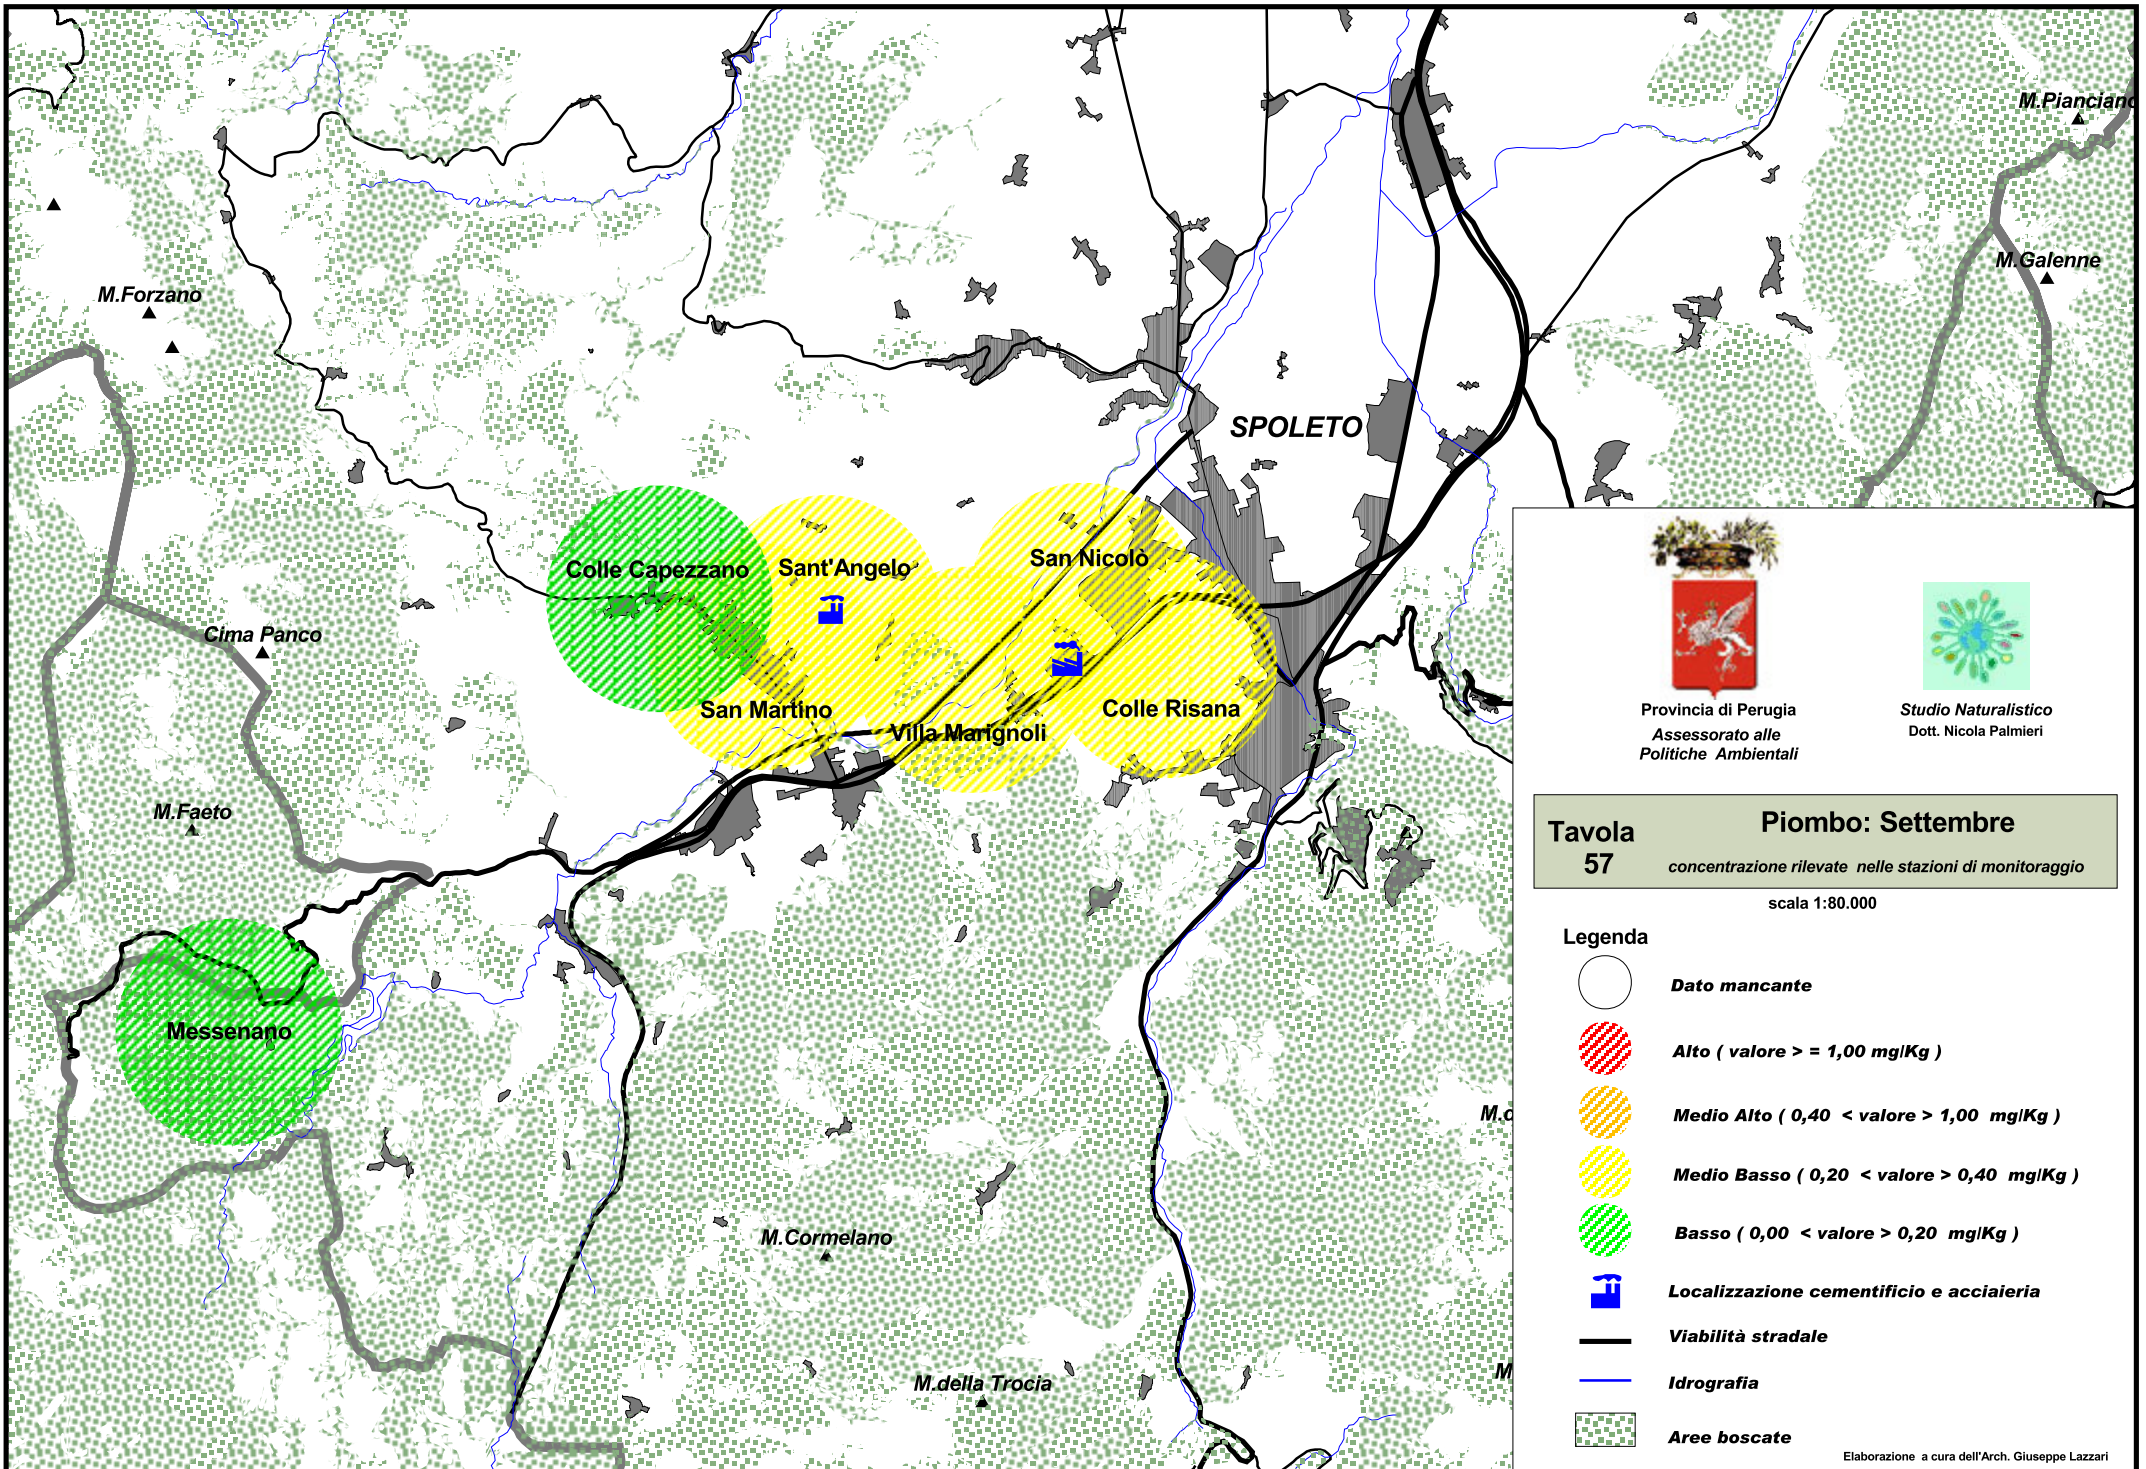 M.Pianciano
M.Galenne
M.Forzano
SPOLETO
San Nicolò
Sant'Angelo
Colle Capezzano
Cima Panco
San Martino
Colle Risana
Villa Marignoli
M.Faeto
Messenano
M.Cormelano
M.della Trocia
Provincia di Perugia
Assessorato alle
Politiche Ambientali
Studio Naturalistico
Dott. Nicola Palmieri
Tavola
57
Piombo: Settembre
concentrazione rilevate nelle stazioni di monitoraggio
scala 1:80.000
Legenda
Dato mancante
Alto ( valore > = 1,00 mg/Kg )
Medio Alto ( 0,40 < valore > 1,00 mg/Kg )
Medio Basso ( 0,20 < valore > 0,40 mg/Kg )
Basso ( 0,00 < valore > 0,20 mg/Kg )
Localizzazione cementificio e acciaieria
Viabilità stradale
Idrografia
Aree boscate
Elaborazione a cura dell'Arch. Giuseppe Lazzari